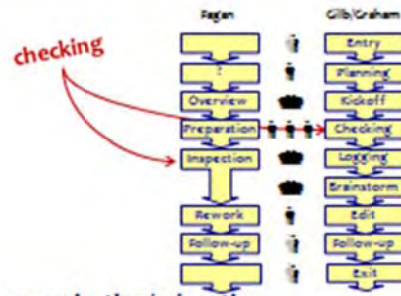 Fagan Gilb/Graham
Entry
checking
? Planning
Overview Kickoff
Preparation Checking
Inspection Logging
Brainstorm
Rework Edit
Follow-up Follow-up
Exit